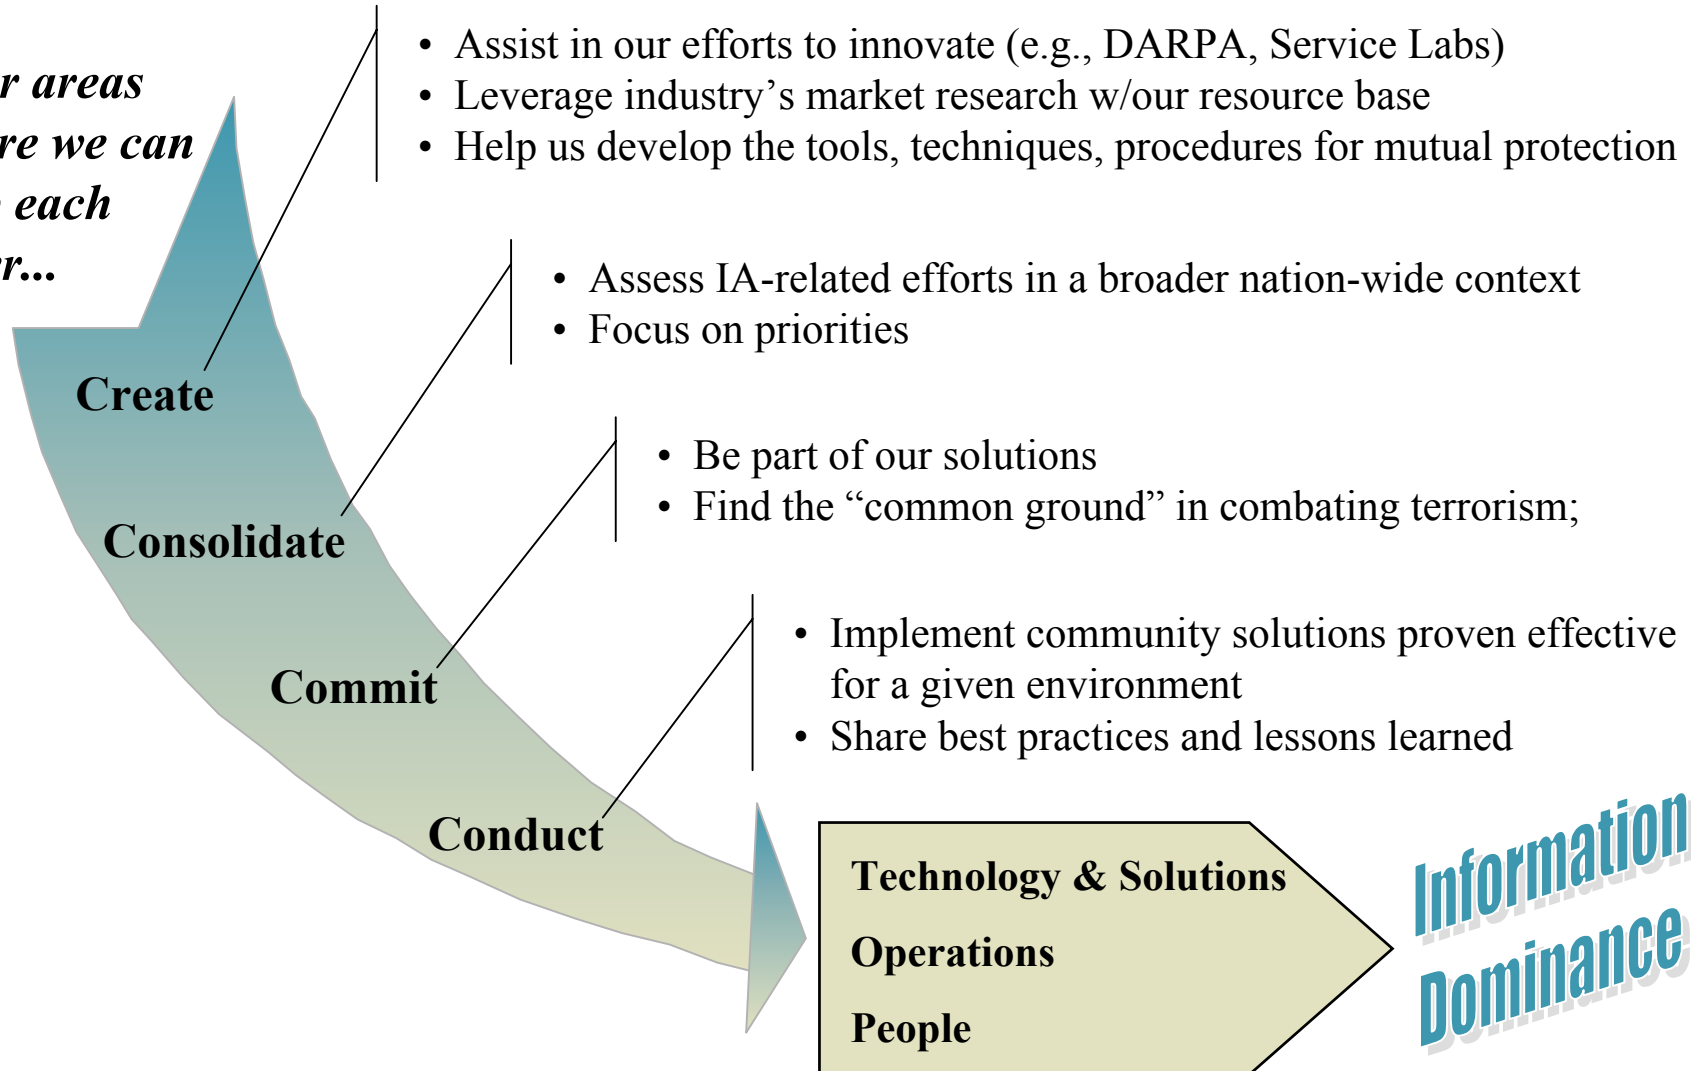 r areas
re we can
each
r...
• Assist in our efforts to innovate (e.g., DARPA, Service Labs)
• Leverage industry’s market research w/our resource base
• Help us develop the tools, techniques, procedures for mutual protection
• Assess IA-related efforts in a broader nation-wide context
• Focus on priorities
Create
• Be part of our solutions
• Find the “common ground” in combating terrorism;
Consolidate
• Implement community solutions proven effective
for a given environment
• Share best practices and lessons learned
Commit
Conduct
Technology & Solutions
Operations
People
Information
Dominance